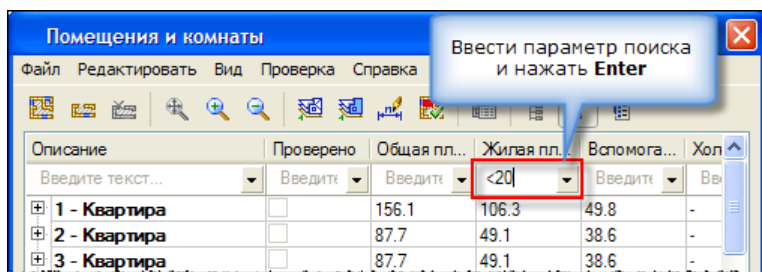 Помещения и комнаты
Ввести параметр поиска
и нажать Enter
Файл Редактировать Вид Проверка Справка
Описание Проверено Общая пл... Жилая пл... Вспомога... Хол
Введите текст... Введите Введите <20 Введите Вв
1 - Квартира 156.1 106.3 49.8 -
2 - Квартира 87.7 49.1 38.6 -
3 - Квартира 87.7 49.1 38.6 -